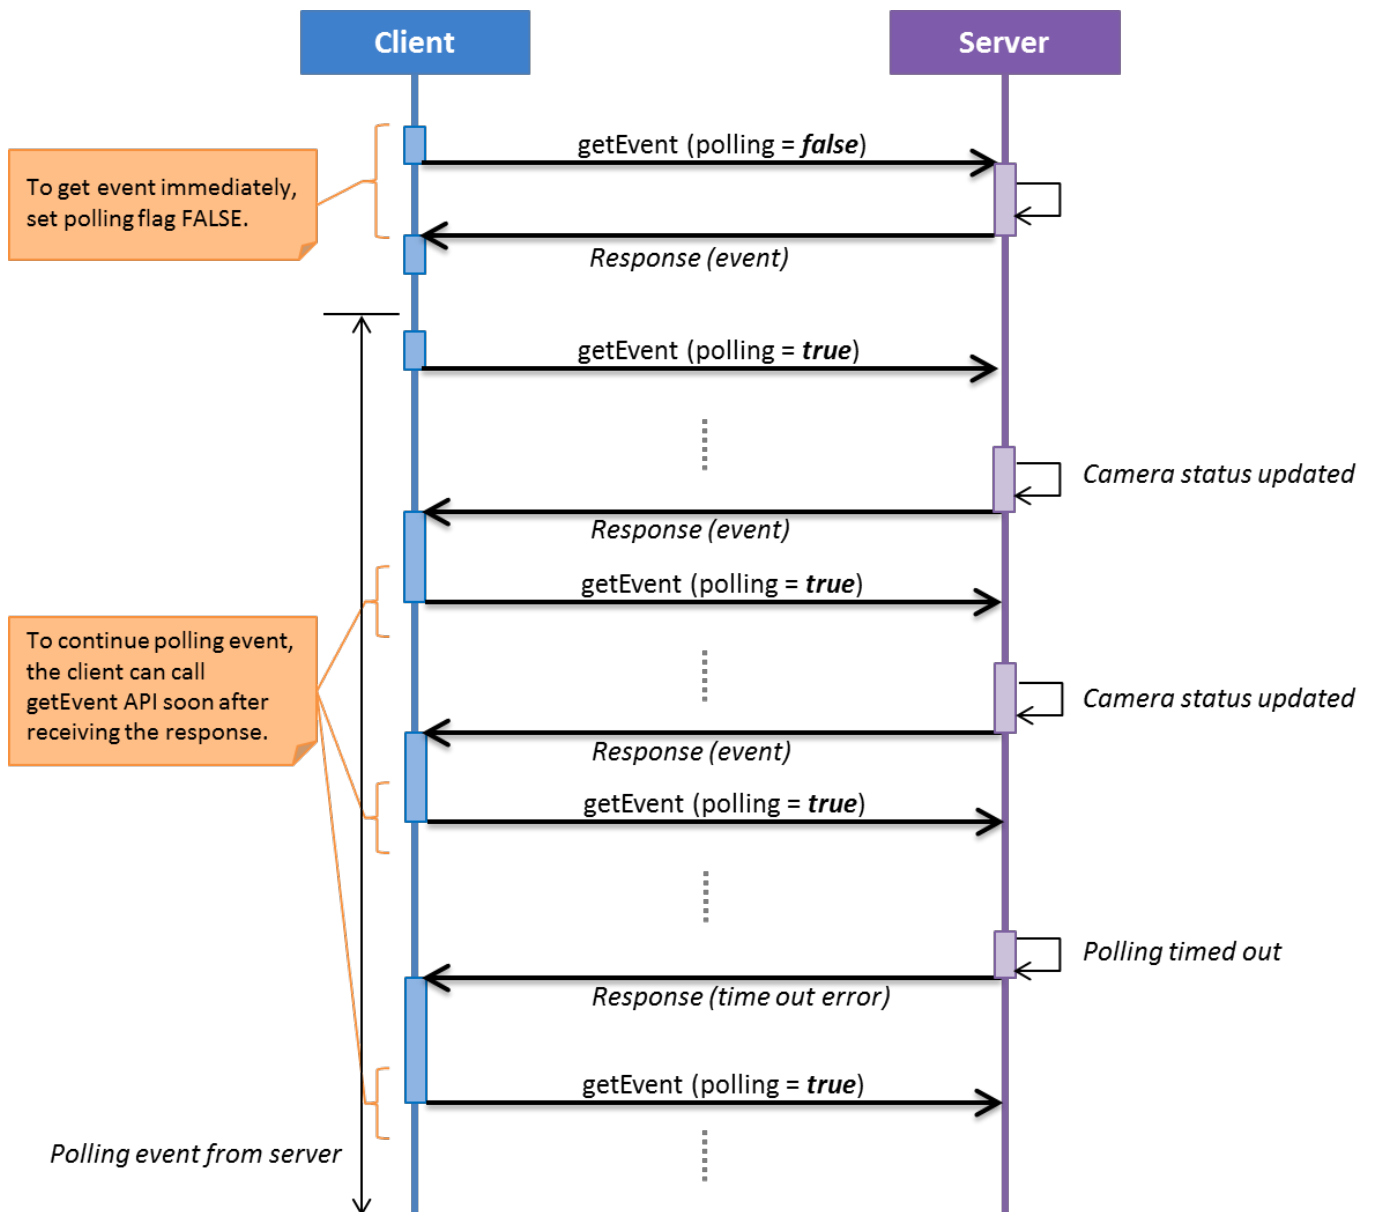 Client
Server
getEvent (polling = false)
To get event immediately,
set polling flag FALSE.
Response (event)
getEvent (polling = true)
Camera status updated
Response (event)
getEvent (polling = true)
To continue polling event,
the client can call
getEvent API soon after
receiving the response.
Camera status updated
Response (event)
getEvent (polling = true)
Polling timed out
Response (time out error)
getEvent (polling = true)
Polling event from server